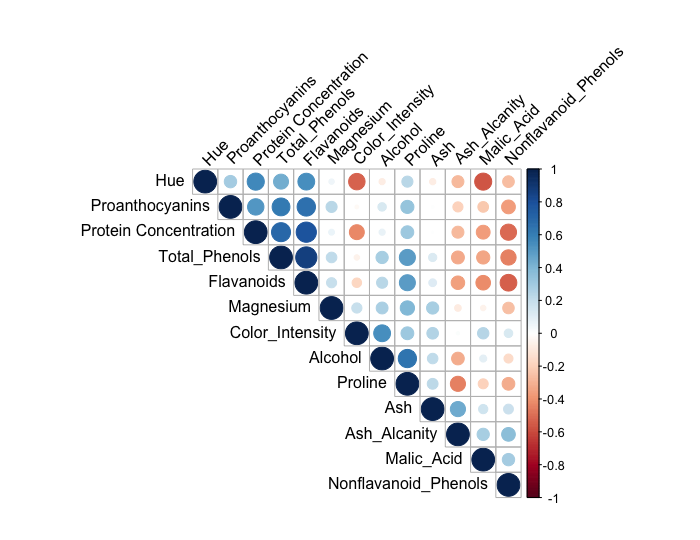 Hue
Proanthocyanins
Protein Concentration
Total_Phenols
Flavanoids
Magnesium
Color_Intensity
Alcohol
Proline
Ash
Ash_Alcanity
Malic_Acid
Nonflavanoid_Phenols
Hue
Proanthocyanins
Protein Concentration
Total_Phenols
Flavanoids
Magnesium
Color_Intensity
Alcohol
Proline
Ash
Ash_Alcanity
Malic_Acid
Nonflavanoid_Phenols
1
0.8
0.6
0.4
0.2
0
-0.2
-0.4
-0.6
-0.8
-1